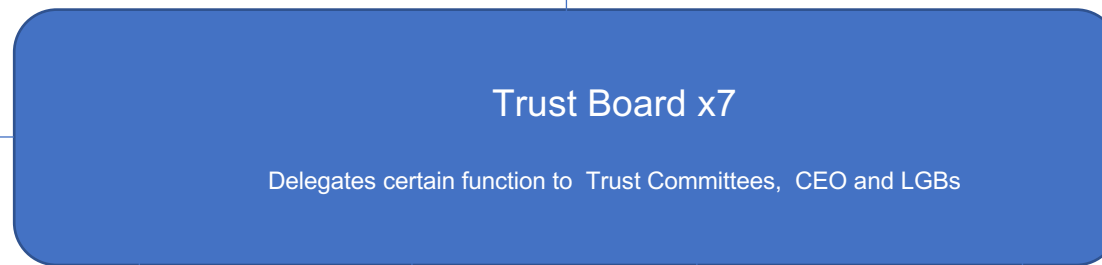 Trust Board x7
Delegates certain function to  Trust Committees,  CEO and LGBs